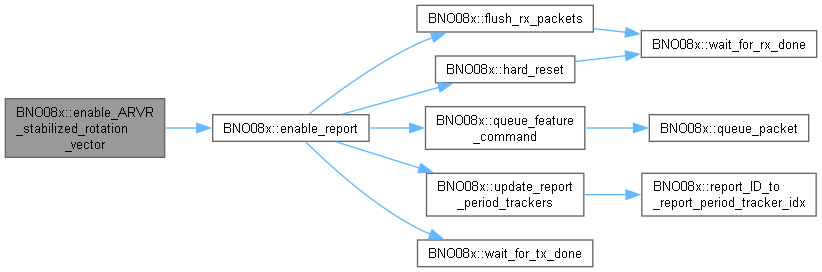 BNO08x::enable_ARVR
_stabilized_rotation
_vector
BNO08x::enable_report
BNO08x::flush_rx_packets
BNO08x::hard_reset
BNO08x::queue_feature
_command
BNO08x::update_report
_period_trackers
BNO08x::wait_for_tx_done
BNO08x::wait_for_rx_done
BNO08x::queue_packet
BNO08x::report_ID_to
_report_period_tracker_idx